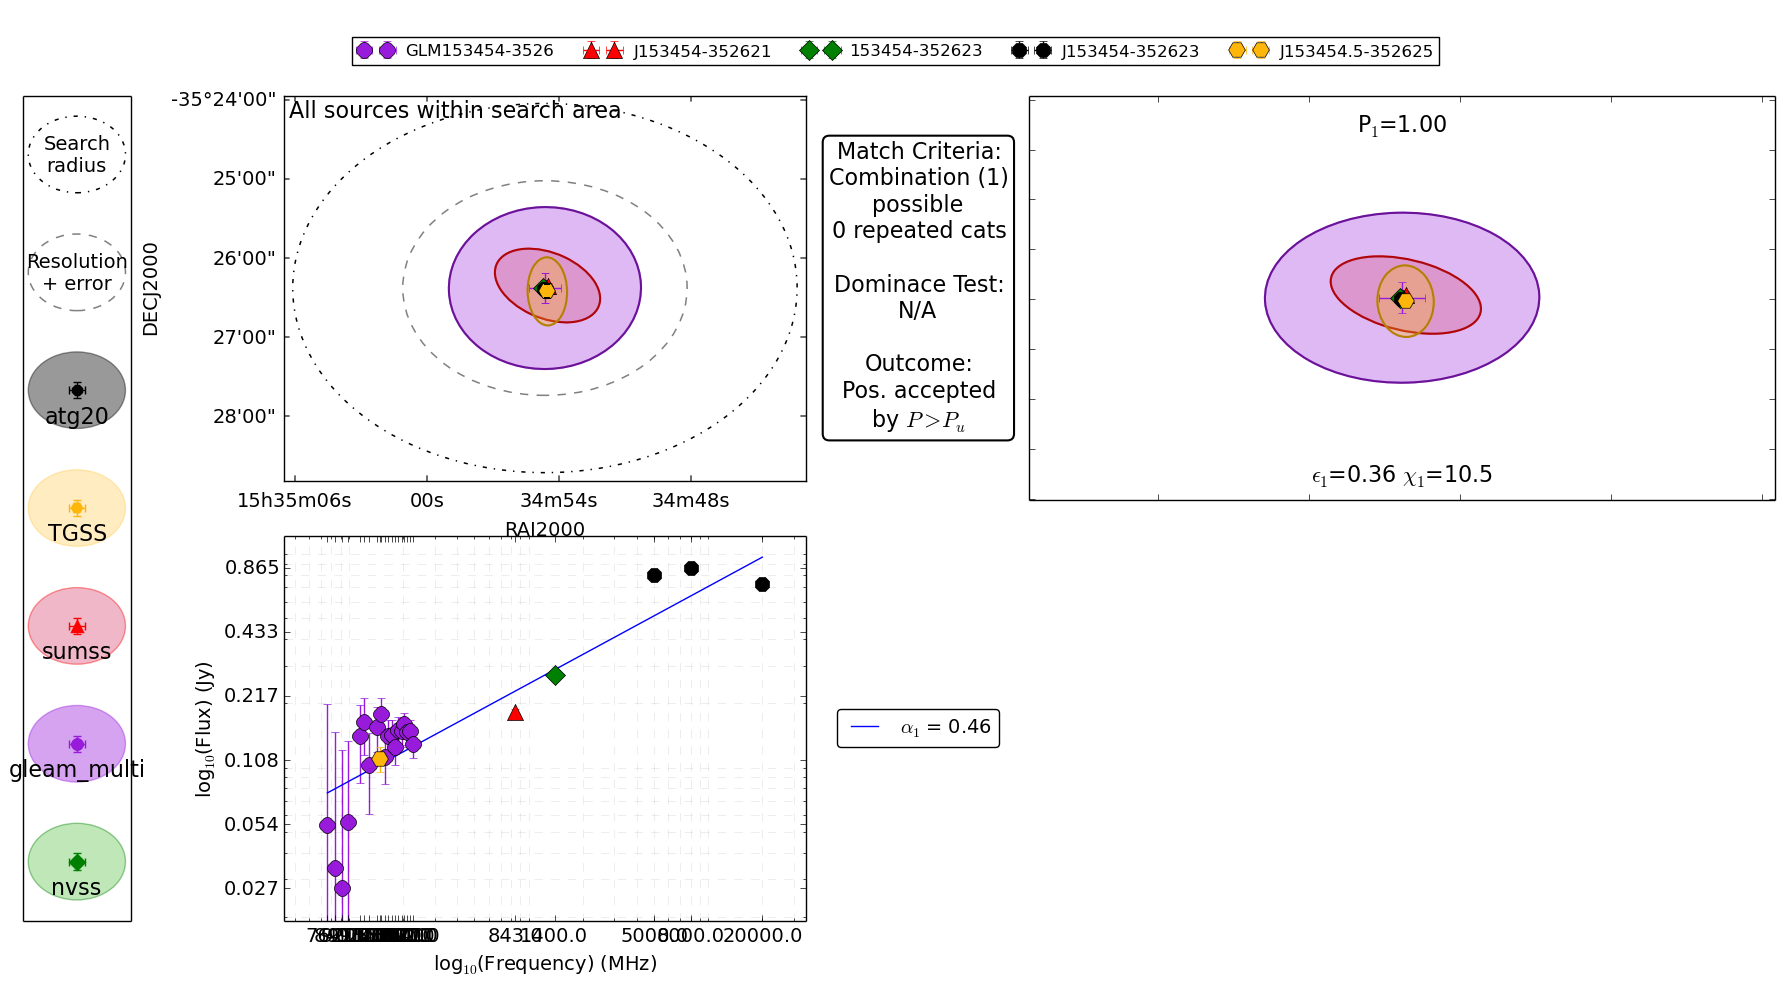 GLM153454-3526 J153454-352621 153454-352623 J153454-352623 J153454.5-352625
Search
radius
Resolution
+ error
atg20
TGSS
sumss
gleam_multi
nvss
All sources within search area
-35°24'00"
25'00"
26'00"
27'00"
28'00"
DECJ2000
15h35m06s 00s 34m54s 34m48s
RAJ2000
Match Criteria:
Combination (1)
possible
0 repeated cats
Dominace Test:
N/A
Outcome:
Pos. accepted
by P>Pᵤ
P₁=1.00
ϵ₁=0.36 χ₁=10.5
0.865
0.433
0.217
0.108
0.054
0.027
log₁₀(Flux) (Jy)
843.0 1400.0 5000.0 8000.0 20000.0
log₁₀(Frequency) (MHz)
α₁ = 0.46